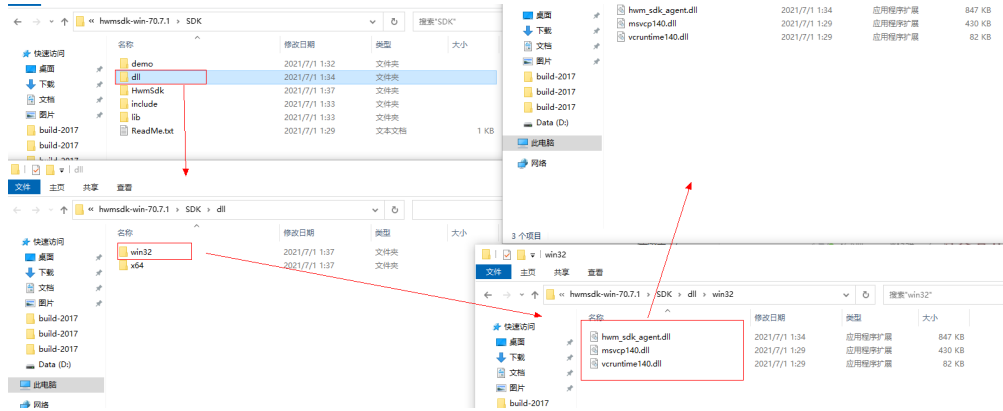 « hwmsdk-win-70.7.1 › SDK
搜索"SDK"
名称 修改日期 类型 大小
快速访问
桌面
下载
文档
图片
build-2017
build-2017
demo 2021/7/1 1:32 文件夹
dll 2021/7/1 1:34 文件夹
HwmSdk 2021/7/1 1:37 文件夹
include 2021/7/1 1:33 文件夹
lib 2021/7/1 1:33 文件夹
ReadMe.txt 2021/7/1 1:29 文本文档 1 KB
桌面
下载
文档
图片
build-2017
build-2017
build-2017
Data (D:)
此电脑
网络
hwm_sdk_agent.dll 2021/7/1 1:34 应用程序扩展 847 KB
msvcp140.dll 2021/7/1 1:29 应用程序扩展 430 KB
vcruntime140.dll 2021/7/1 1:29 应用程序扩展 82 KB
3 个项目
dll
文件 主页 共享 查看
« hwmsdk-win-70.7.1 › SDK › dll
名称 修改日期 类型 大小
快速访问
桌面
下载
文档
图片
build-2017
build-2017
build-2017
Data (D:)
此电脑
网络
win32 2021/7/1 1:37 文件夹
x64 2021/7/1 1:37 文件夹
win32
文件 主页 共享 查看
« hwmsdk-win-70.7.1 › SDK › dll › win32
搜索"win32"
名称 修改日期 类型 大小
快速访问
桌面
下载
文档
图片
build-2017
hwm_sdk_agent.dll 2021/7/1 1:34 应用程序扩展 847 KB
msvcp140.dll 2021/7/1 1:29 应用程序扩展 430 KB
vcruntime140.dll 2021/7/1 1:29 应用程序扩展 82 KB